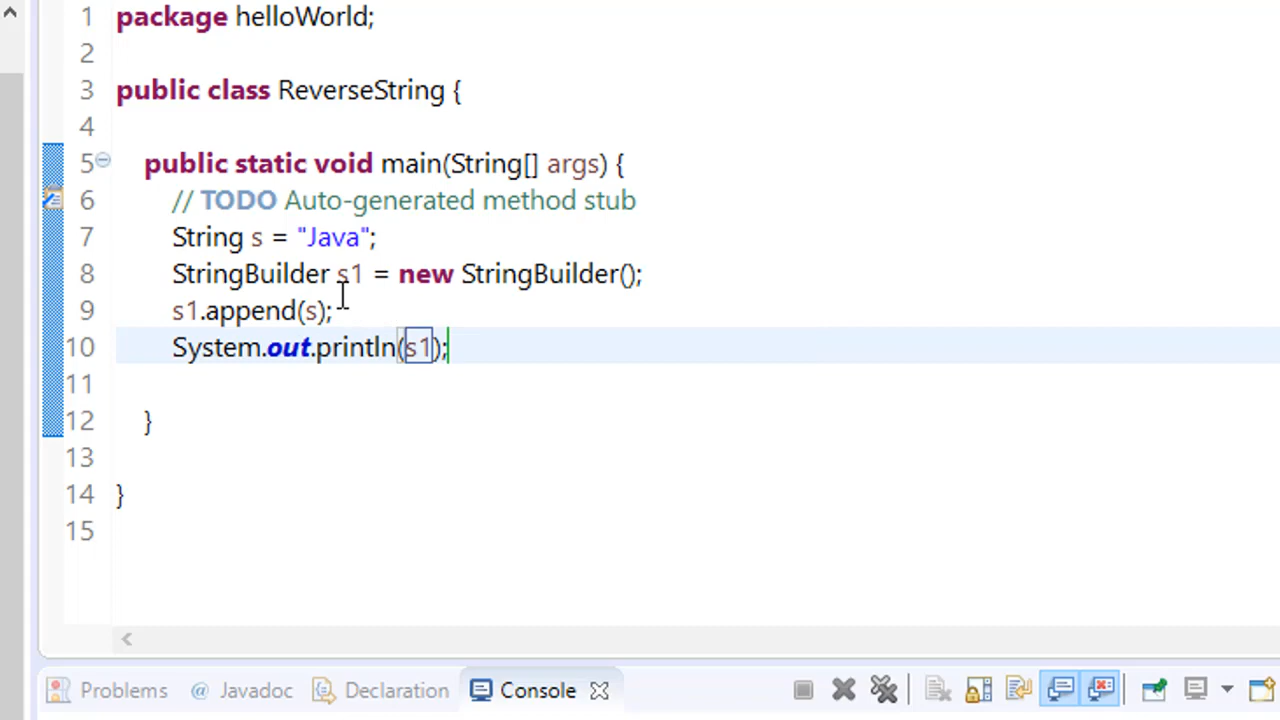 1 package helloWorld;
2
3 public class ReverseString {
4
5 public static void main(String[] args) {
6 // TODO Auto-generated method stub
7 String s = "Java";
8 StringBuilder s1 = new StringBuilder();
9 s1.append(s);
10 System.out.println(s1);
11
12 }
13
14 }
15
Problems @ Javadoc Declaration Console